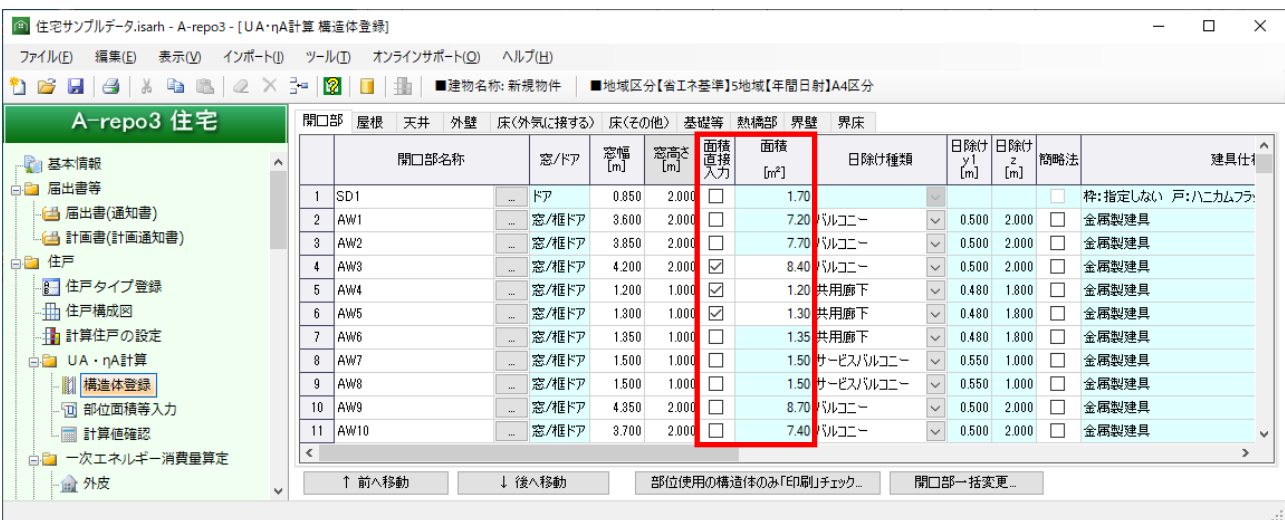 住宅サンプルデータ.isarh - A-repo3 - [UA・ηA計算 構造体登録]
ファイル(F) 編集(E) 表示(V) インポート(I) ツール(T) オンラインサポート(O) ヘルプ(H)
■建物名称: 新規物件 ■地域区分【省エネ基準】5地域【年間日射】A4区分
A-repo3 住宅
基本情報
届出書等
届出書(通知書)
計画書(計画通知書)
住戸
住戸タイプ登録
住戸構成図
計算住戸の設定
UA・ηA計算
構造体登録
部位面積等入力
計算値確認
一次エネルギー消費量算定
外皮
開口部 屋根 天井 外壁 床(外気に接する) 床(その他) 基礎等 熱橋部 界壁 界床
開口部名称 窓/ドア 窓幅[m] 窓高さ[m] 面積直接入力 面積[m²] 日除け種類 日除けy1[m] 日除けz[m] 簡略法 建具仕
1 SD1 ... ドア 0.850 2.000 1.70 枠:指定しない 戸:ハニカムフラ
2 AW1 ... 窓/框ドア 3.600 2.000 7.20 バルコニー 0.500 2.000 金属製建具
3 AW2 ... 窓/框ドア 3.850 2.000 7.70 バルコニー 0.500 2.000 金属製建具
4 AW3 ... 窓/框ドア 4.200 2.000 8.40 バルコニー 0.500 2.000 金属製建具
5 AW4 ... 窓/框ドア 1.200 1.000 1.20 共用廊下 0.480 1.800 金属製建具
6 AW5 ... 窓/框ドア 1.300 1.000 1.30 共用廊下 0.480 1.800 金属製建具
7 AW6 ... 窓/框ドア 1.350 1.000 1.35 共用廊下 0.480 1.800 金属製建具
8 AW7 ... 窓/框ドア 1.500 1.000 1.50 サービスバルコニー 0.550 1.000 金属製建具
9 AW8 ... 窓/框ドア 1.500 1.000 1.50 サービスバルコニー 0.550 1.000 金属製建具
10 AW9 ... 窓/框ドア 4.350 2.000 8.70 バルコニー 0.500 2.000 金属製建具
11 AW10 ... 窓/框ドア 3.700 2.000 7.40 バルコニー 0.500 2.000 金属製建具
↑ 前へ移動 ↓ 後へ移動 部位使用の構造体のみ「印刷」チェック... 開口部一括変更...